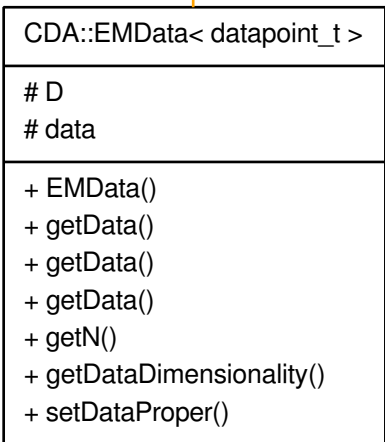 CDA::EMData< datapoint_t >
# D
# data
+ EMData()
+ getData()
+ getData()
+ getData()
+ getN()
+ getDataDimensionality()
+ setDataProper()